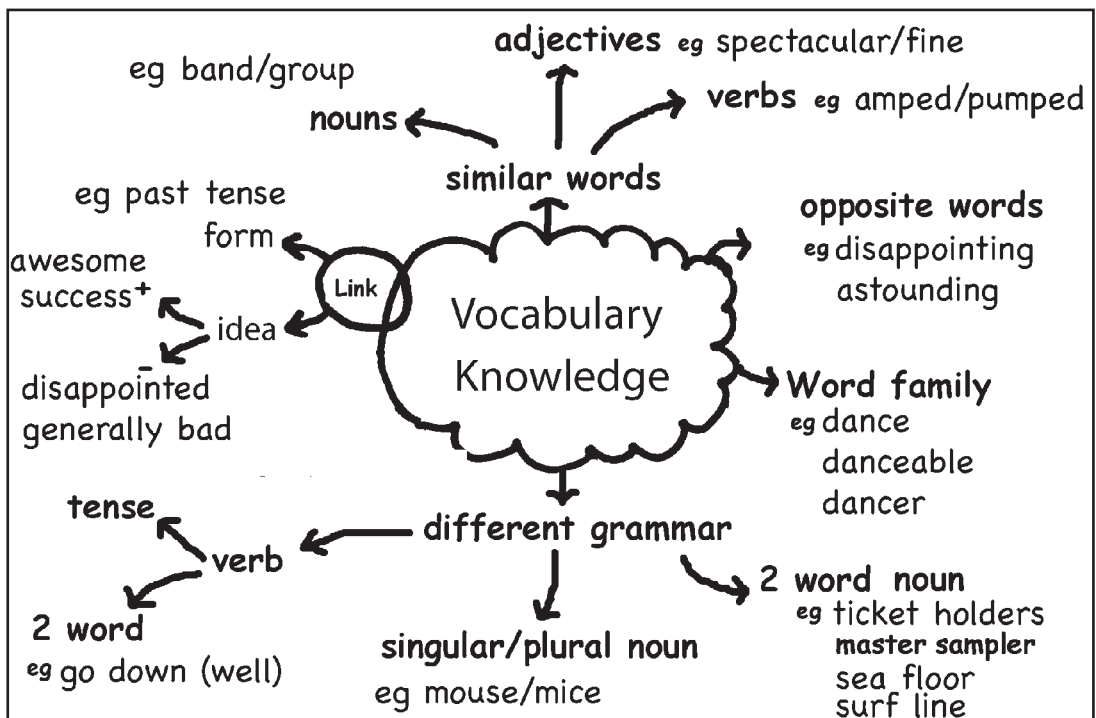 adjectives eg spectacular/fine
eg band/group
verbs eg amped/pumped
nouns
similar words
eg past tense
form
opposite words
eg disappointing
astounding
awesome
success+
Link
idea
Vocabulary
Knowledge
-
disappointed
generally bad
Word family
eg dance
danceable
dancer
tense
different grammar
verb
2 word noun
eg ticket holders
master sampler
sea floor
surf line
2 word
eg go down (well)
singular/plural noun
eg mouse/mice